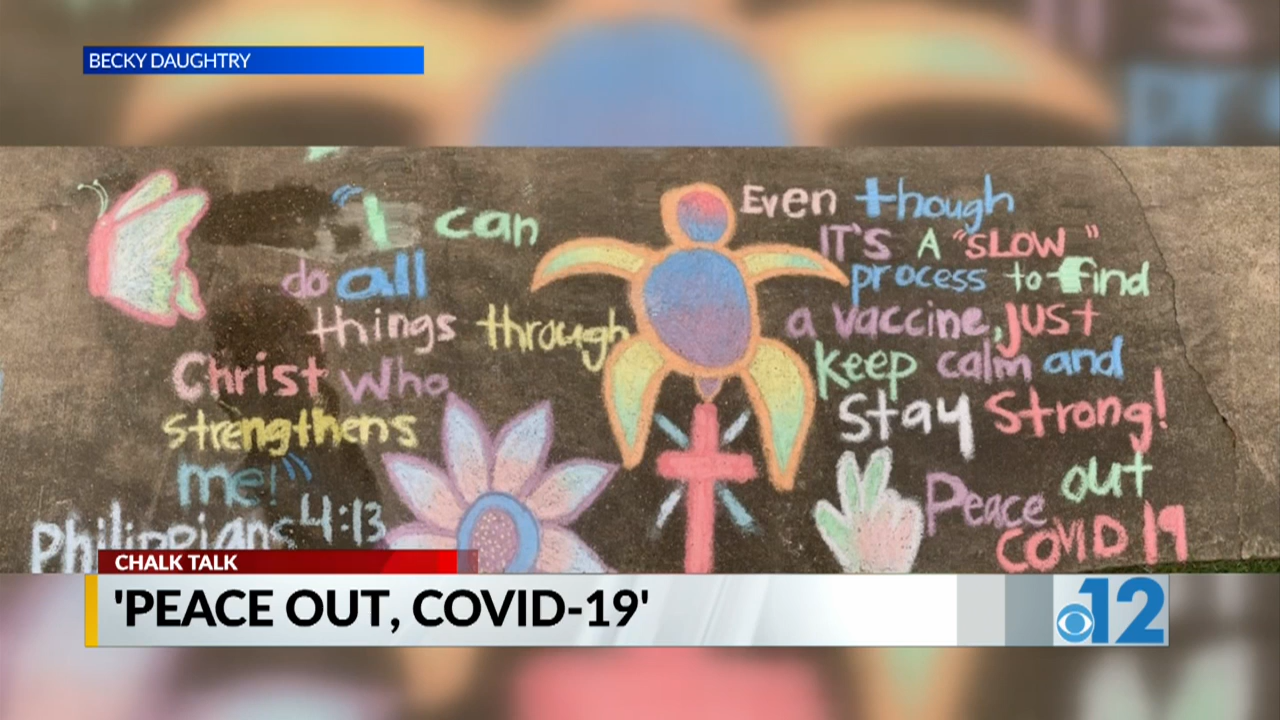 BECKY DAUGHTRY
"I can
do all
things through
Christ who
strengthens
me!"
Philippians 4:13
Even though
IT'S A "SLOW"
process to find
a vaccine, just
keep calm and
Stay Strong!
Peace out
COVID 19
CHALK TALK
'PEACE OUT, COVID-19'
12